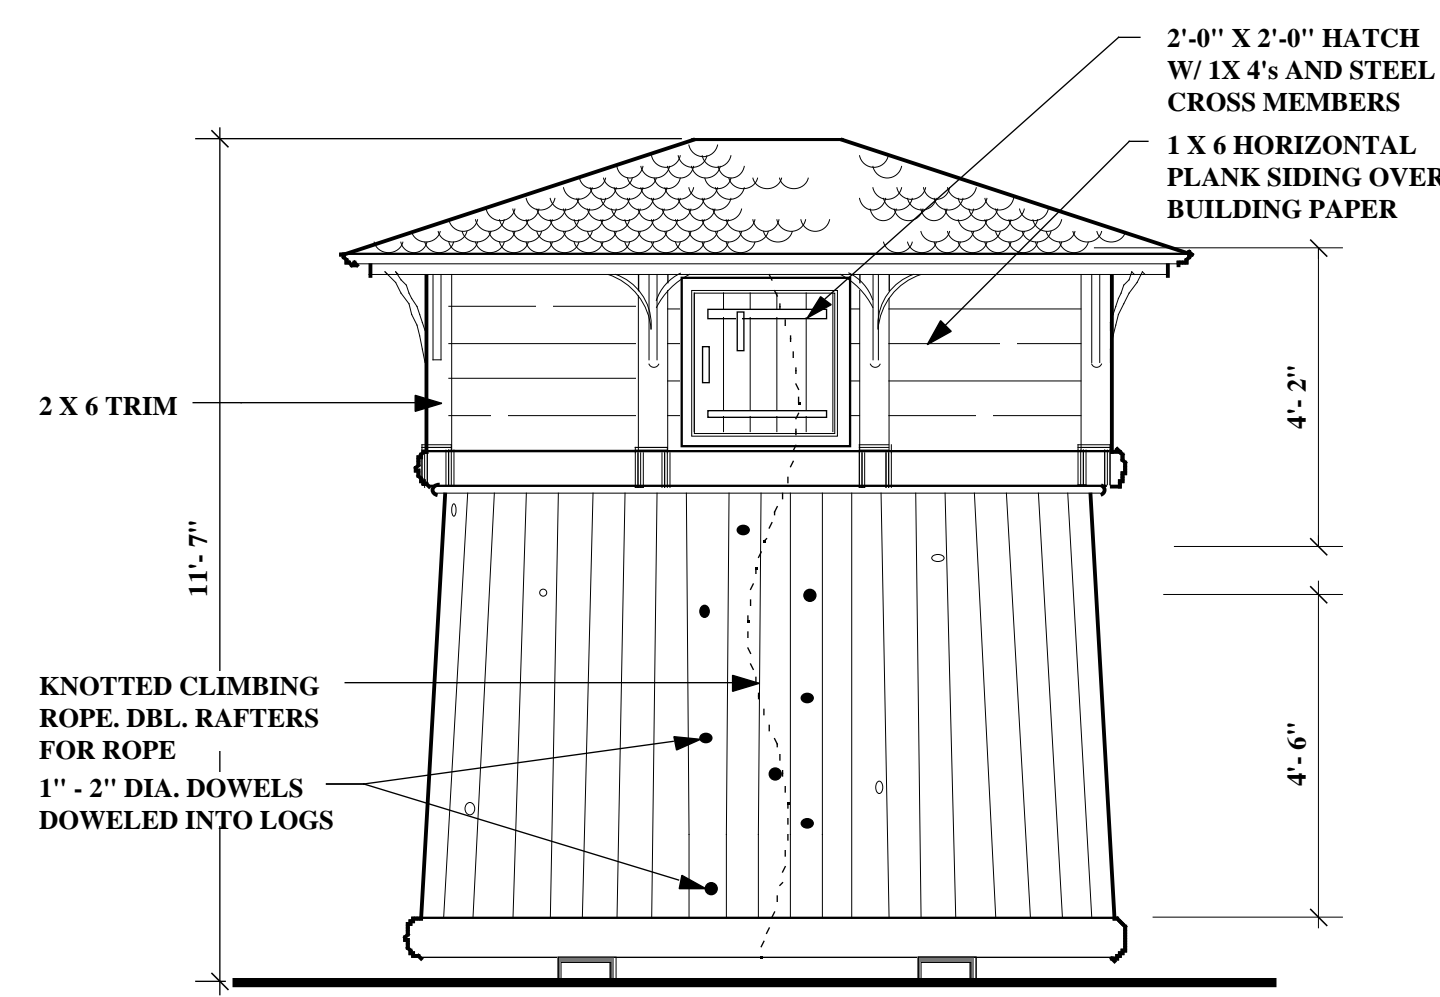 2'-0" X 2'-0" HATCH
W/ 1X 4's AND STEEL
CROSS MEMBERS
1 X 6 HORIZONTAL
PLANK SIDING OVER
BUILDING PAPER
4'- 2"
2 X 6 TRIM
11'- 7"
KNOTTED CLIMBING
ROPE. DBL. RAFTERS
FOR ROPE
1" - 2" DIA. DOWELS
DOWELED INTO LOGS
4'- 6"